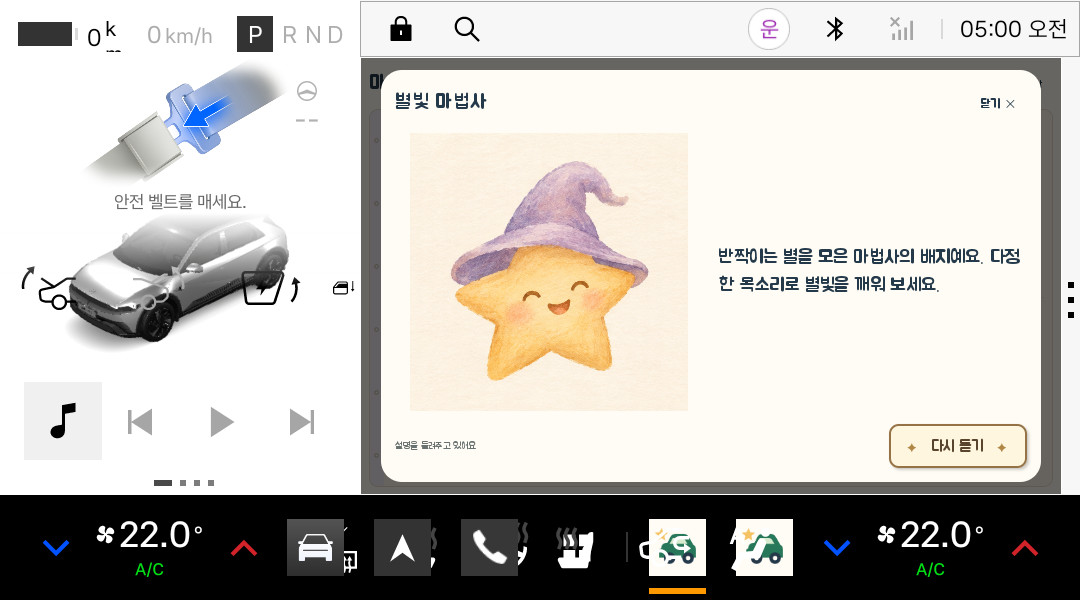 0 k
0 km/h
P R N D
운
05:00 오전
안전 벨트를 매세요.
별빛 마법사
닫기 ×
반짝이는 별을 모은 마법사의 배지예요. 다정
한 목소리로 별빛을 깨워 보세요.
설명을 들려주고 있어요
다시 듣기
22.0°
A/C
22.0°
A/C